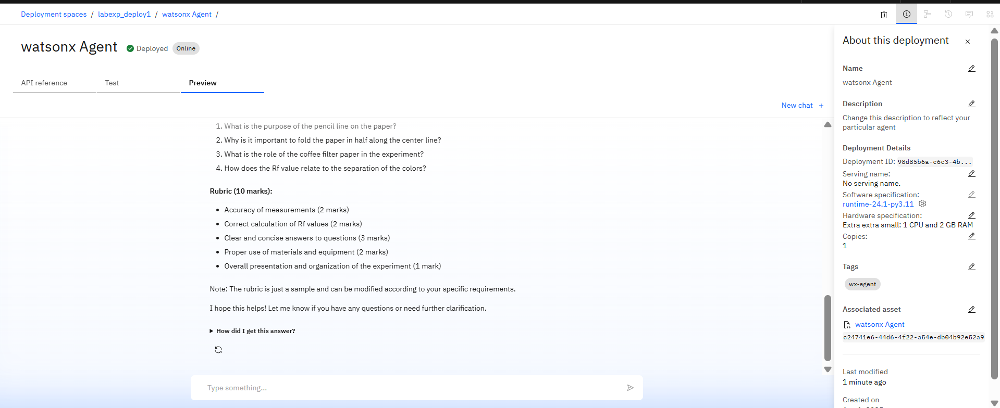 Deployment spaces / labexp_deploy1 / watsonx Agent /
watsonx Agent Deployed Online
API reference Test Preview
New chat +
1. What is the purpose of the pencil line on the paper?
2. Why is it important to fold the paper in half along the center line?
3. What is the role of the coffee filter paper in the experiment?
4. How does the Rf value relate to the separation of the colors?
Rubric (10 marks):
• Accuracy of measurements (2 marks)
• Correct calculation of Rf values (2 marks)
• Clear and concise answers to questions (3 marks)
• Proper use of materials and equipment (2 marks)
• Overall presentation and organization of the experiment (1 mark)
Note: The rubric is just a sample and can be modified according to your specific requirements.
I hope this helps! Let me know if you have any questions or need further clarification.
How did I get this answer?
Type something...
About this deployment
Name
watsonx Agent
Description
Change this description to reflect your
particular agent
Deployment Details
Deployment ID: 98d85b6a-c6c3-4b...
Serving name:
No serving name.
Software specification:
runtime-24.1-py3.11
Hardware specification:
Extra extra small: 1 CPU and 2 GB RAM
Copies:
1
Tags
wx-agent
Associated asset
watsonx Agent
c24741e6-44d6-4f22-a54e-db04b92e52a9
Last modified
1 minute ago
Created on